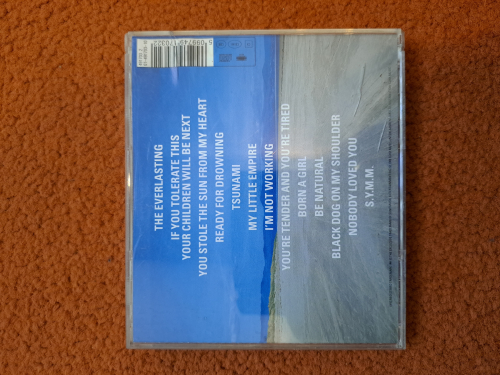 THE EVERLASTING
IF YOU TOLERATE THIS
YOUR CHILDREN WILL BE NEXT
YOU STOLE THE SUN FROM MY HEART
READY FOR DROWNING
TSUNAMI
MY LITTLE EMPIRE
I'M NOT WORKING
YOU'RE TENDER AND YOU'RE TIRED
BORN A GIRL
BE NATURAL
BLACK DOG ON MY SHOULDER
NOBODY LOVED YOU
S.Y.M.M.